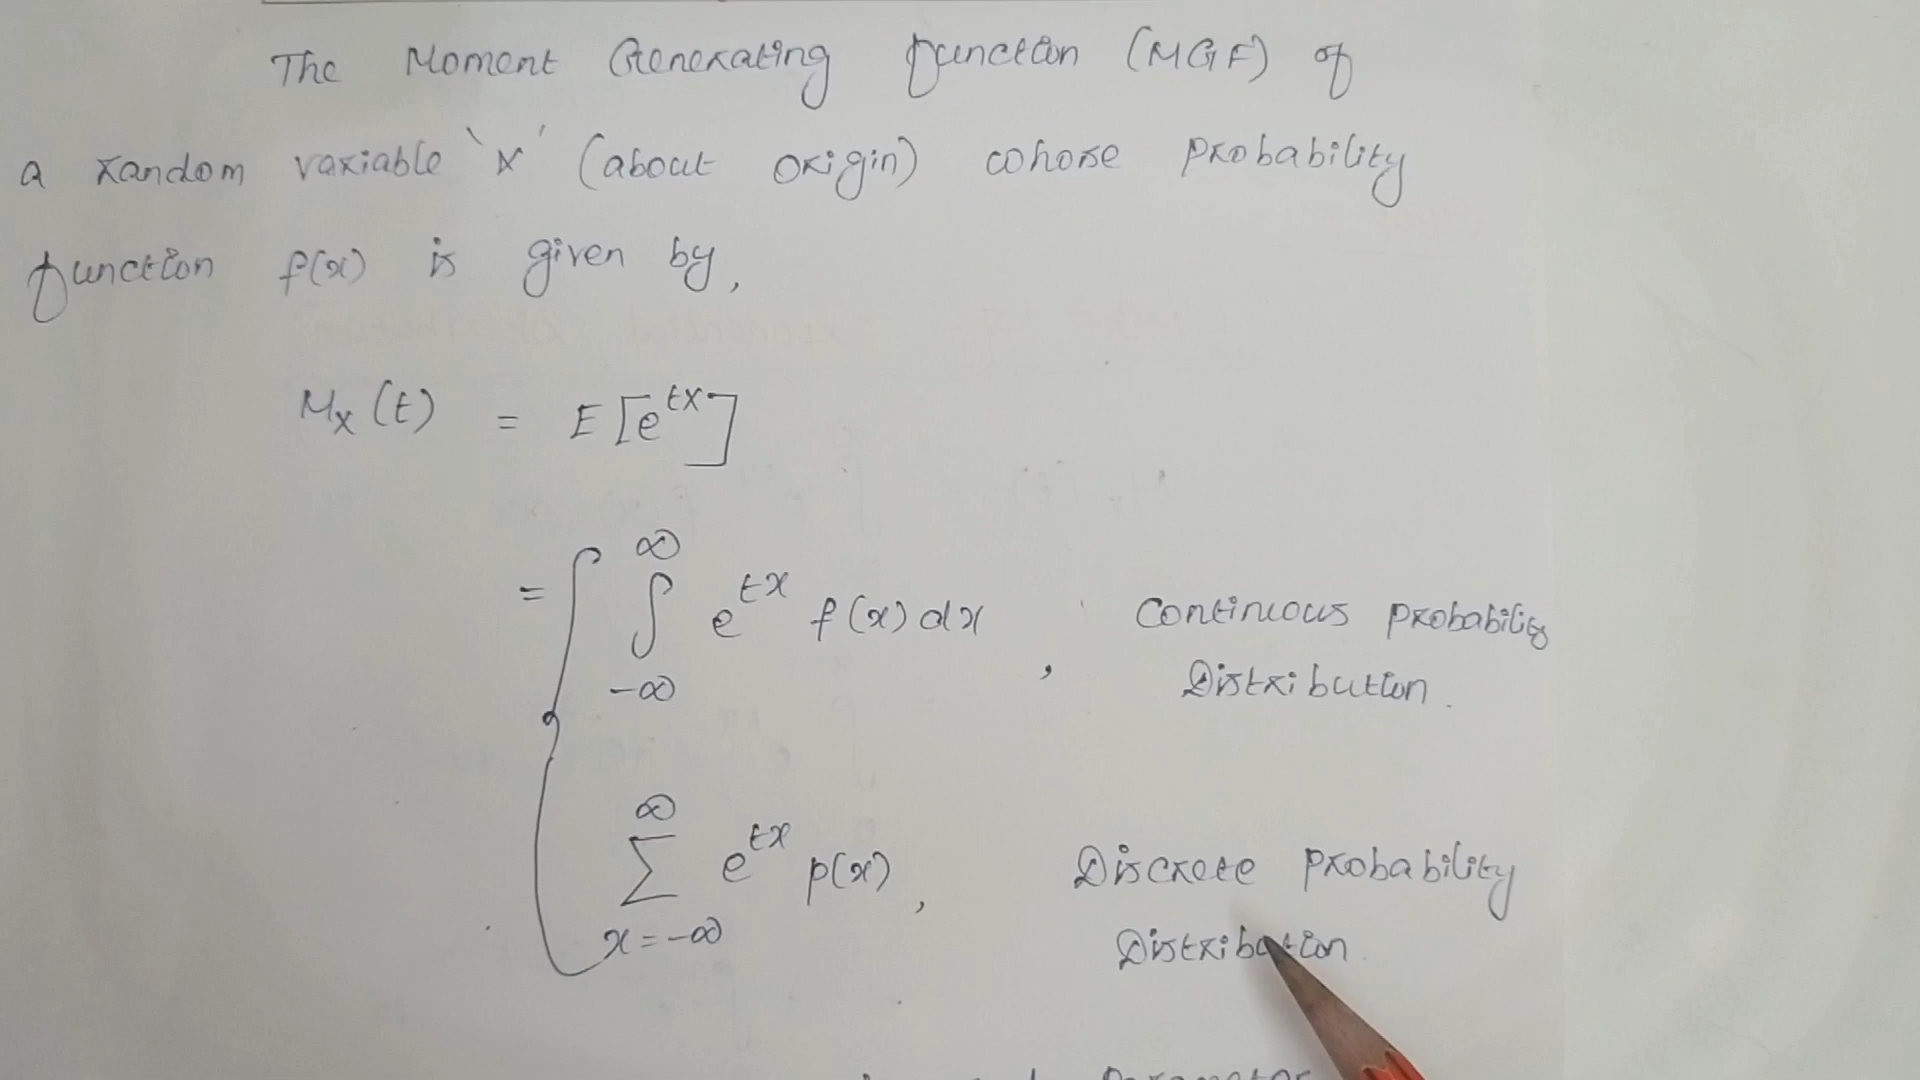 The Moment Generating function (MGF) of
a random variable 'X' (about origin) whose probability
function f(x) is given by,
Mx(t) = E[e^tX]
= { ∫_{-∞}^{∞} e^{tx} f(x) dx , Continuous probability
Distribution.
∑_{x=-∞}^{∞} e^{tx} p(x), Discrete probability
Distribution.
Parameter